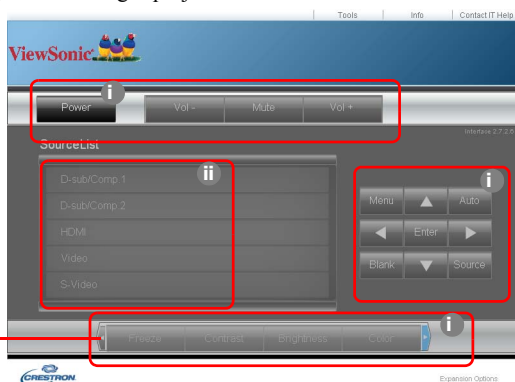 Tools Info Contact IT Help
ViewSonic
i
Power Vol - Mute Vol +
Interface 2.7.2.6
SourceList
ii
i
D-sub/Comp.1
D-sub/Comp.2
HDMI
Video
S-Video
Menu Auto
Enter
Blank Source
i
Freeze Contrast Brightness Color
CRESTRON
Expansion Options